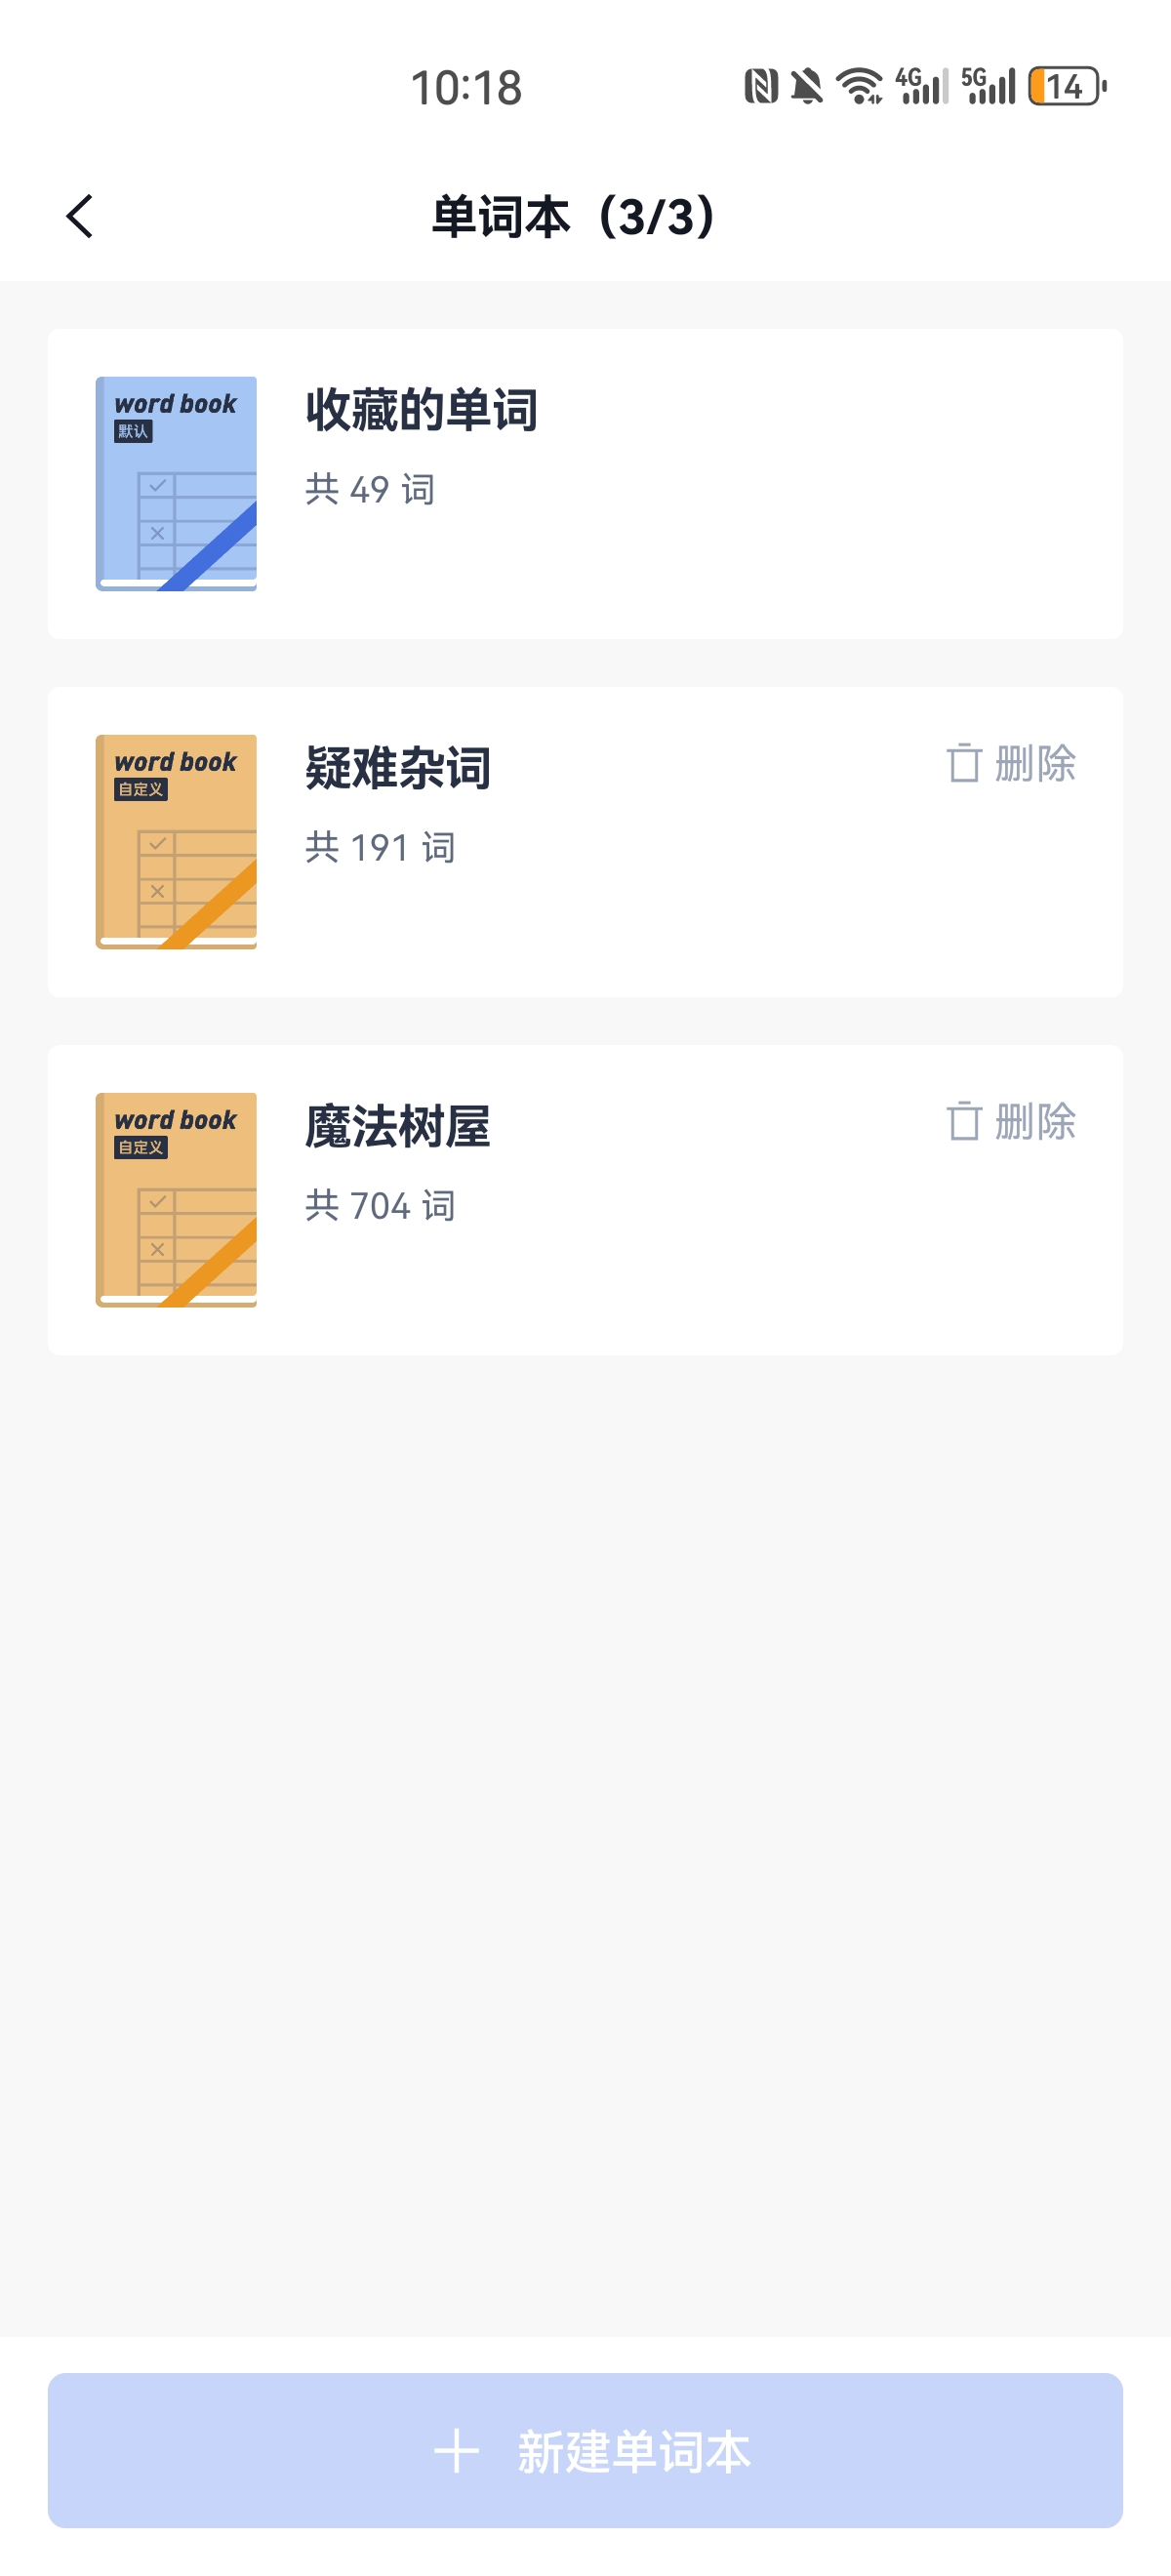 10:18 4G 5G 14
单词本（3/3）
word book
默认
收藏的单词
共 49 词
word book
自定义
疑难杂词
删除
共 191 词
word book
自定义
魔法树屋
删除
共 704 词
新建单词本